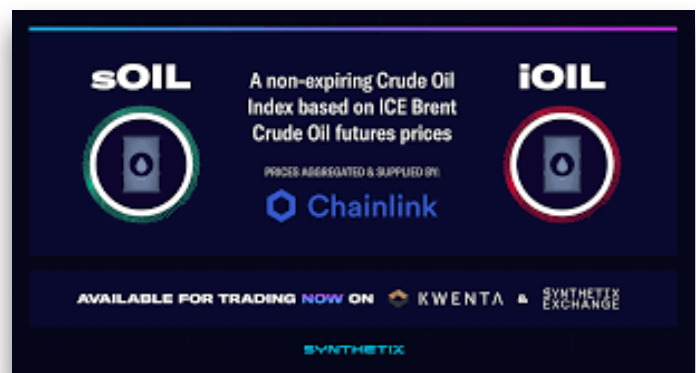 sOIL
A non-expiring Crude Oil
Index based on ICE Brent
Crude Oil futures prices
PRICES AGGREGATED & SUPPLIED BY:
Chainlink
iOIL
AVAILABLE FOR TRADING NOW ON KWENTA & SYNTHETIX EXCHANGE
SYNTHETIX